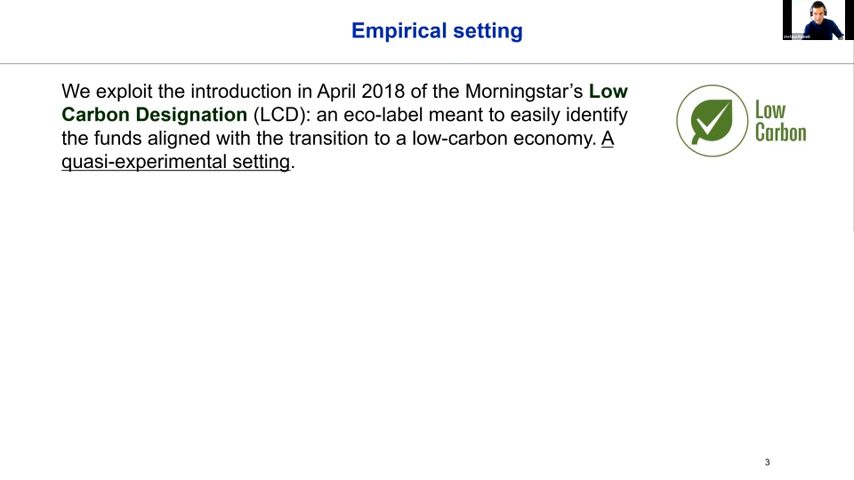 Empirical setting
We exploit the introduction in April 2018 of the Morningstar’s Low
Carbon Designation (LCD): an eco-label meant to easily identify
the funds aligned with the transition to a low-carbon economy. A
quasi-experimental setting.
Low
Carbon
3